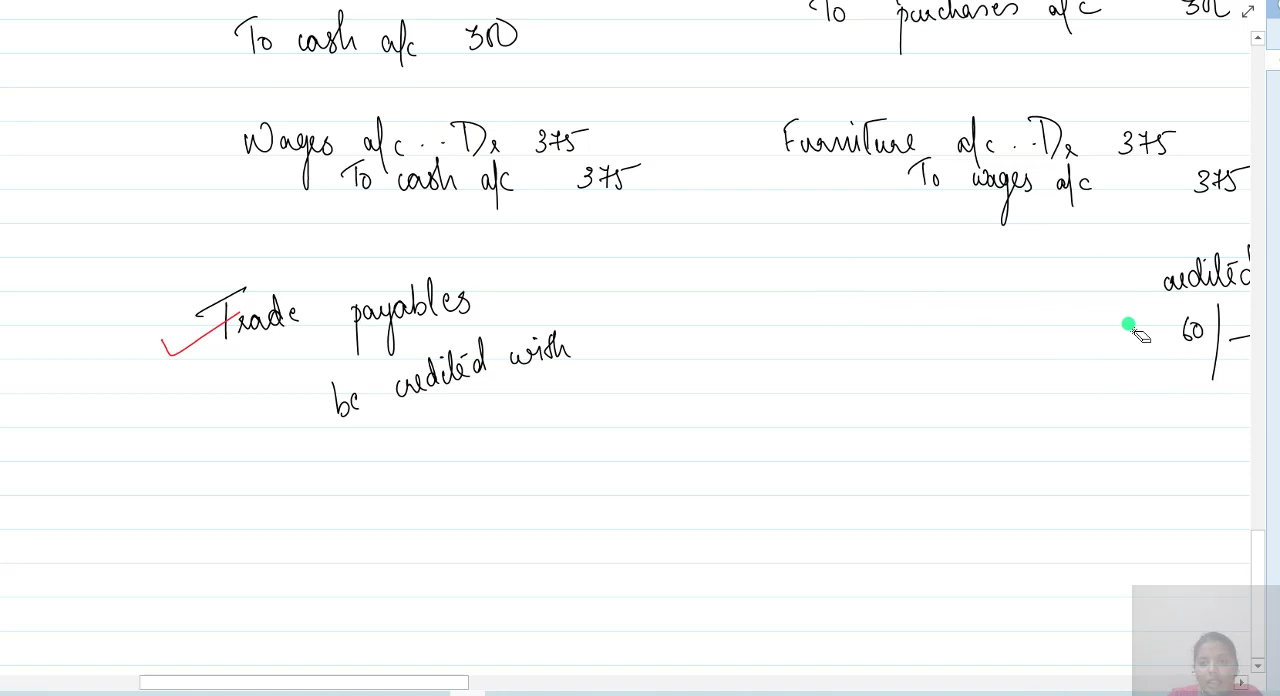 To purchases a/c
To cash a/c 300
Wages a/c ... Dr 375
To cash a/c 375
Furniture a/c ... Dr 375
To wages a/c 375
credited
Trade payables
60
be credited with